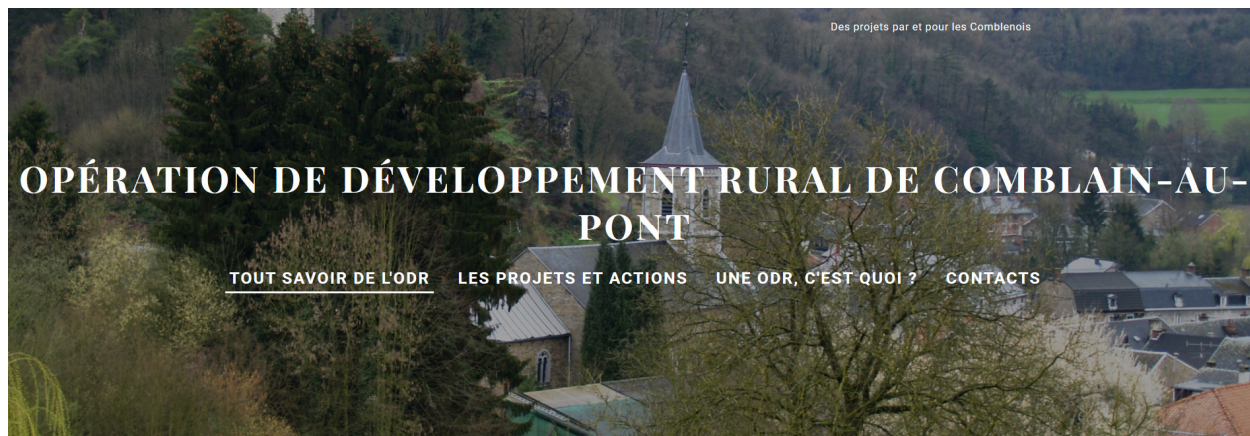 Des projets par et pour les Comblenois
OPÉRATION DE DÉVELOPPEMENT RURAL DE COMBLAIN-AU-
PONT
TOUT SAVOIR DE L'ODR LES PROJETS ET ACTIONS UNE ODR, C'EST QUOI ? CONTACTS